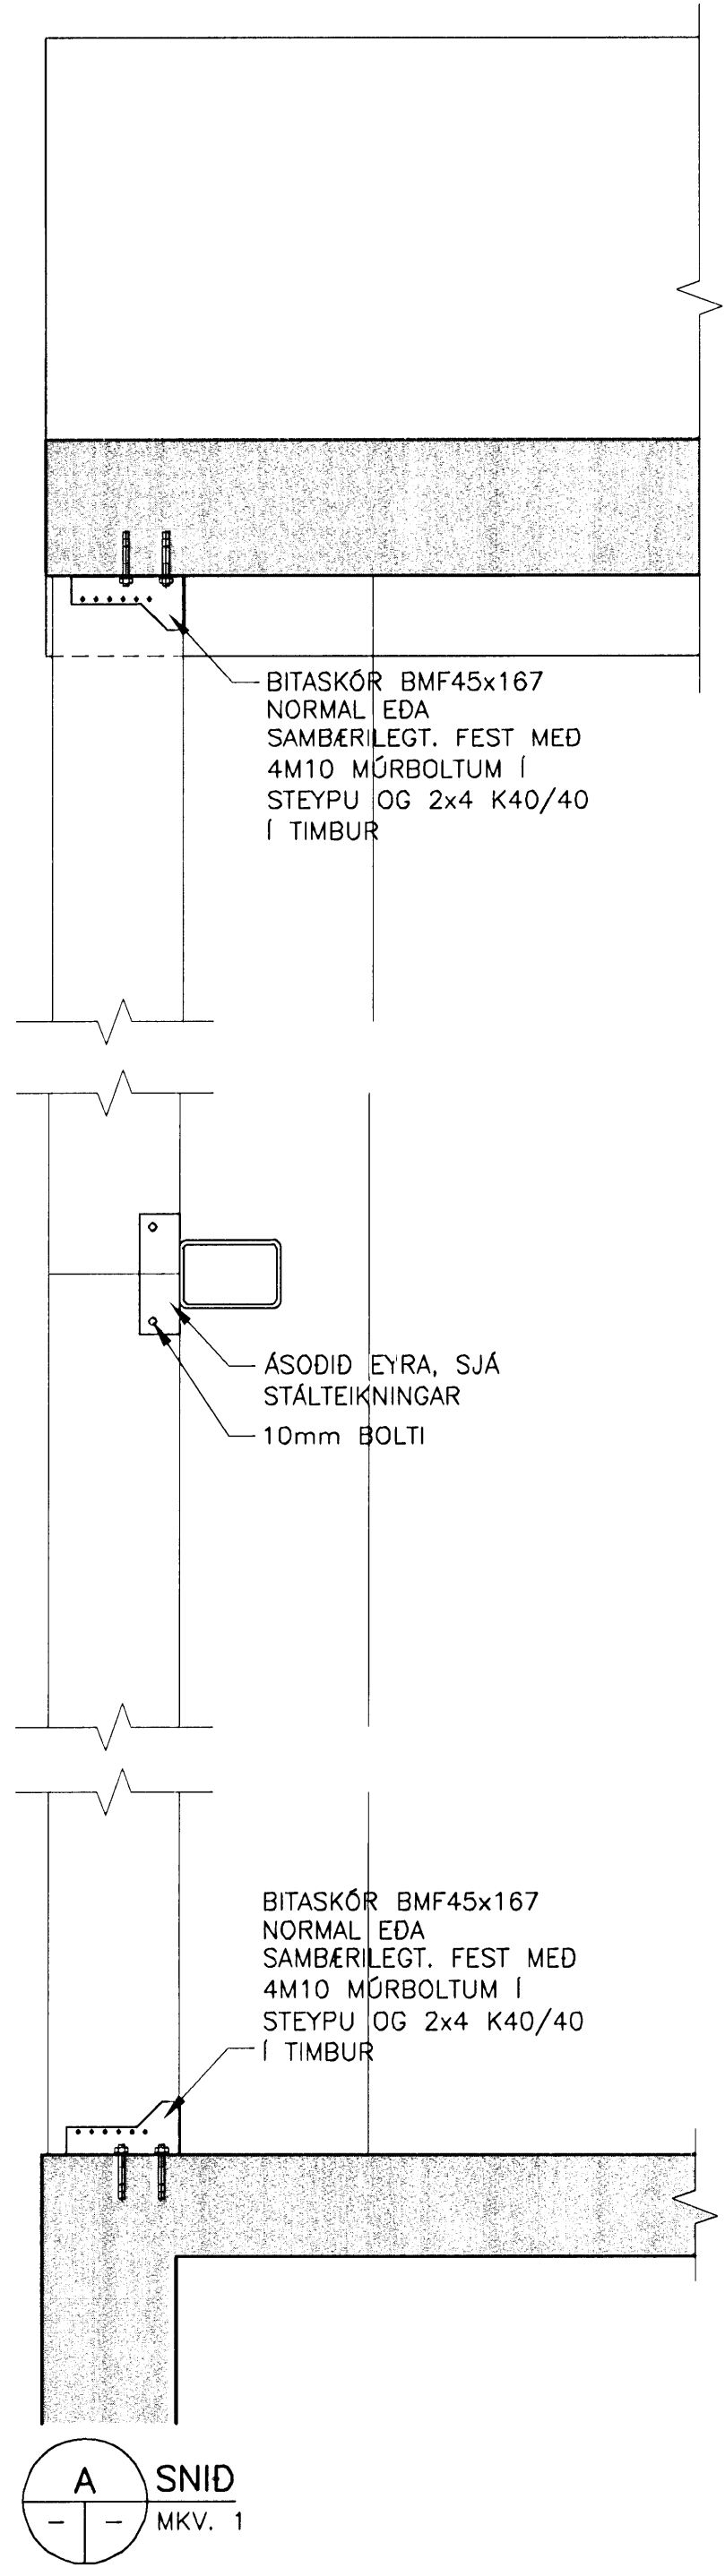 BITASKÓR BMF45x167
NORMAL EÐA
SAMBÆRILEGT. FEST MEÐ
4M10 MÚRBOLTUM Í
STEYPU OG 2x4 K40/40
Í TIMBUR
ÁSOÐIÐ EYRA, SJÁ
STÁLTEIKNINGAR
10mm BOLTI
BITASKÓR BMF45x167
NORMAL EÐA
SAMBÆRILEGT. FEST MEÐ
4M10 MÚRBOLTUM Í
STEYPU OG 2x4 K40/40
Í TIMBUR
A SNIÐ
- - MKV. 1